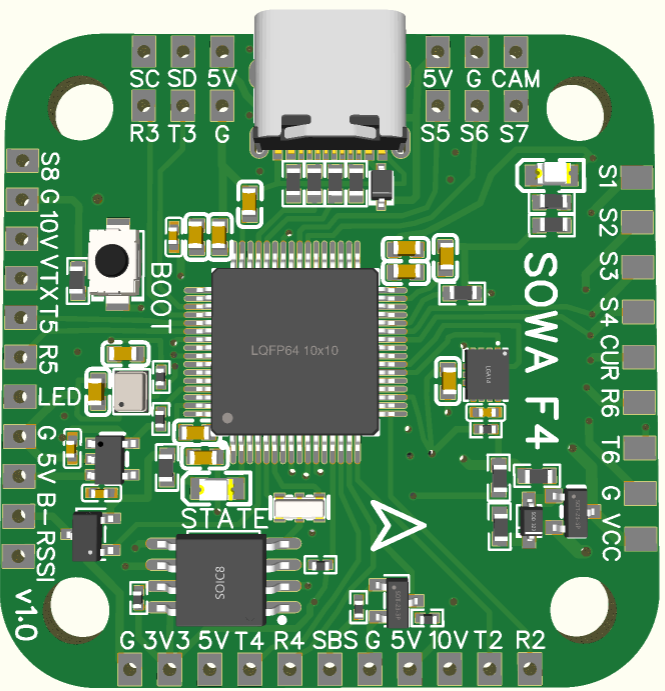 SC SD 5V
5V G CAM
R3 T3 G
S5 S6 S7
S8
G
10V
VTX
T5
R5
LED
G
5V
B-
RSSI
v1.0
BOOT
LQFP64 10x10
SOWA F4
S1
S2
S3
S4
CUR
R6
T6
G
VCC
STATE
SOIC8
G 3V3 5V T4 R4 SBS G 5V 10V T2 R2